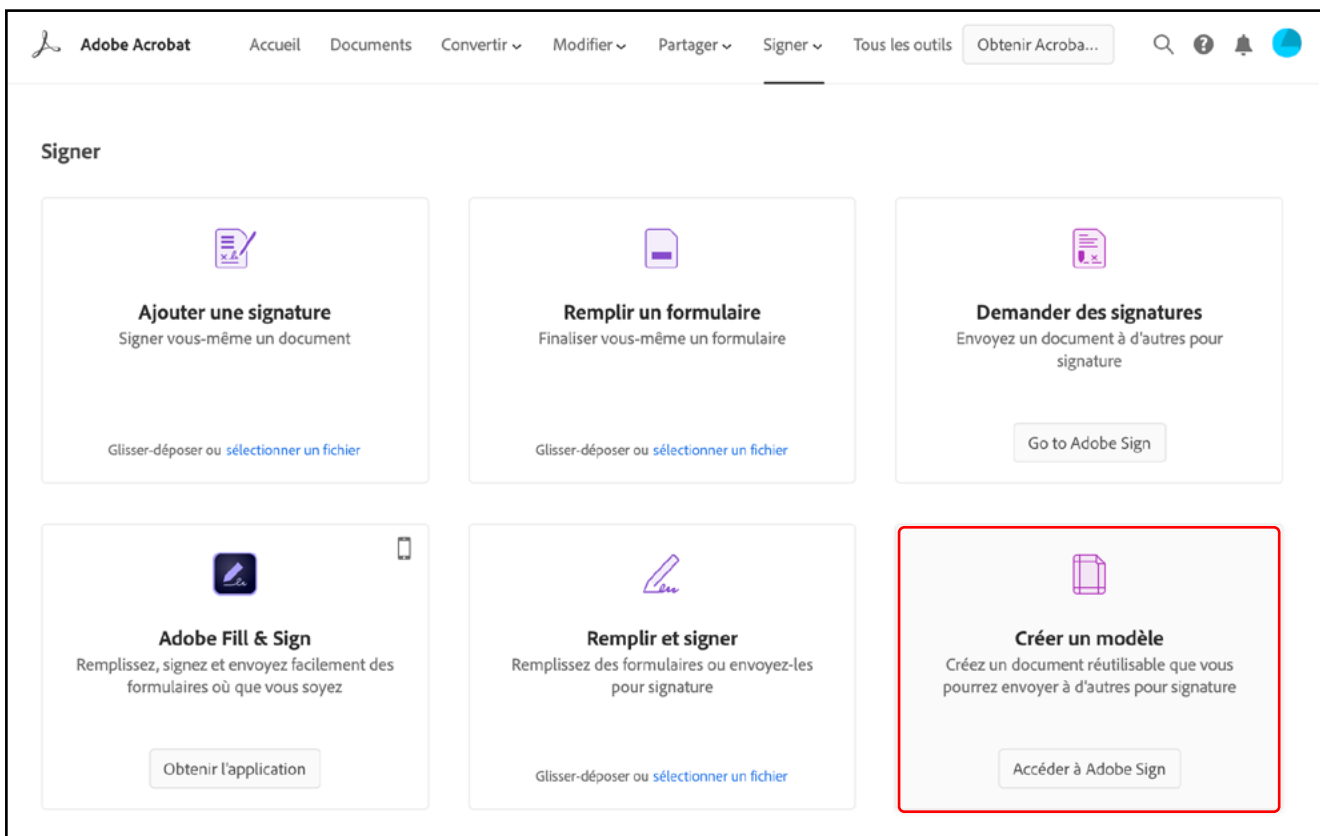 Adobe Acrobat Accueil Documents Convertir Modifier Partager Signer Tous les outils Obtenir Acroba...
Signer
Ajouter une signature
Signer vous-même un document
Glisser-déposer ou sélectionner un fichier
Remplir un formulaire
Finaliser vous-même un formulaire
Glisser-déposer ou sélectionner un fichier
Demander des signatures
Envoyez un document à d'autres pour
signature
Go to Adobe Sign
Adobe Fill & Sign
Remplissez, signez et envoyez facilement des
formulaires où que vous soyez
Obtenir l'application
Remplir et signer
Remplissez des formulaires ou envoyez-les
pour signature
Glisser-déposer ou sélectionner un fichier
Créer un modèle
Créez un document réutilisable que vous
pourrez envoyer à d'autres pour signature
Accéder à Adobe Sign